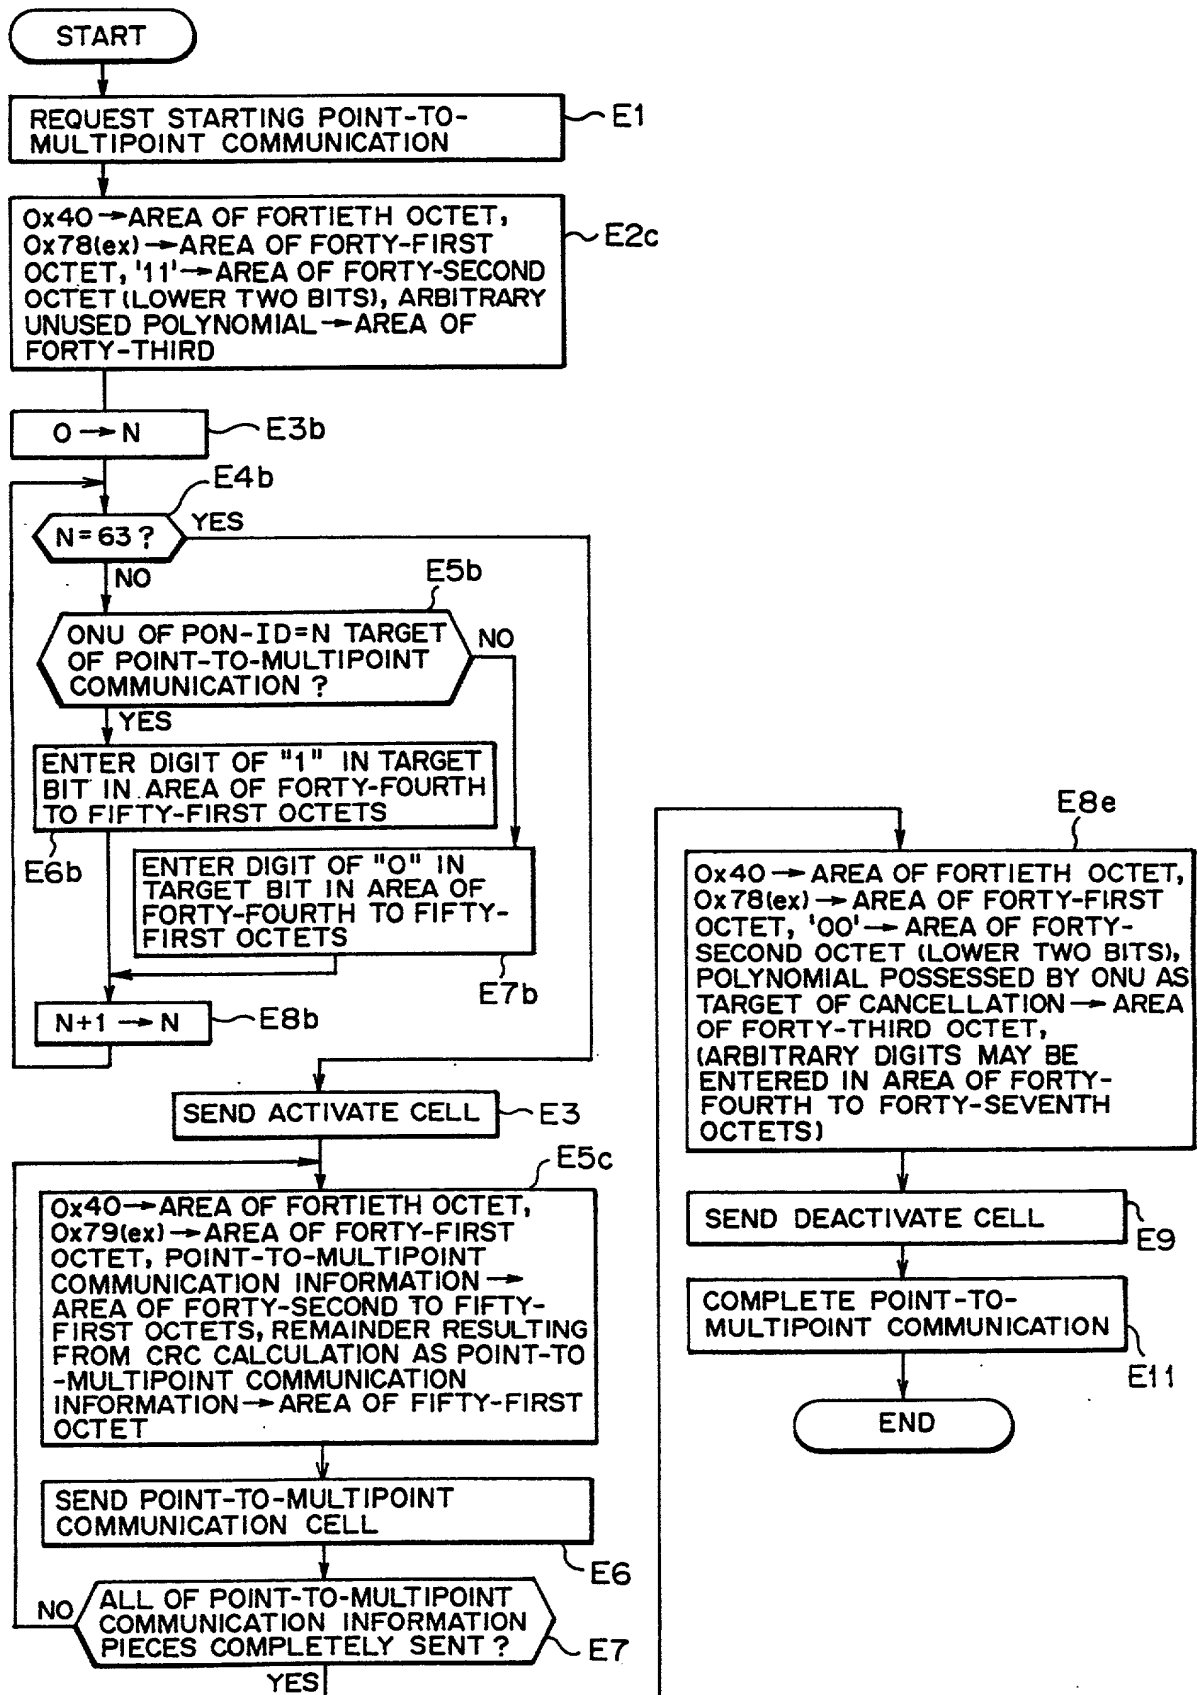 START
REQUEST STARTING POINT-TO-
MULTIPOINT COMMUNICATION
E1
0x40→AREA OF FORTIETH OCTET,
0x78(ex)→AREA OF FORTY-FIRST
OCTET, '11'→AREA OF FORTY-SECOND
OCTET (LOWER TWO BITS), ARBITRARY
UNUSED POLYNOMIAL→AREA OF
FORTY-THIRD
E2c
0→N
E3b
E4b
N=63?
YES
NO
E5b
ONU OF PON-ID=N TARGET
OF POINT-TO-MULTIPOINT
COMMUNICATION?
NO
YES
ENTER DIGIT OF "1" IN TARGET
BIT IN AREA OF FORTY-FOURTH
TO FIFTY-FIRST OCTETS
E6b
ENTER DIGIT OF "0" IN
TARGET BIT IN AREA OF
FORTY-FOURTH TO FIFTY-
FIRST OCTETS
E7b
N+1→N
E8b
SEND ACTIVATE CELL
E3
E5c
0x40→AREA OF FORTIETH OCTET,
0x79(ex)→AREA OF FORTY-FIRST
OCTET, POINT-TO-MULTIPOINT
COMMUNICATION INFORMATION→
AREA OF FORTY-SECOND TO FIFTY-
FIRST OCTETS, REMAINDER RESULTING
FROM CRC CALCULATION AS POINT-TO
-MULTIPOINT COMMUNICATION
INFORMATION→AREA OF FIFTY-FIRST
OCTET
SEND POINT-TO-MULTIPOINT
COMMUNICATION CELL
E6
ALL OF POINT-TO-MULTIPOINT
COMMUNICATION INFORMATION
PIECES COMPLETELY SENT?
NO
E7
YES
E8e
0x40→AREA OF FORTIETH OCTET,
0x78(ex)→AREA OF FORTY-FIRST
OCTET, '00'→AREA OF FORTY-
SECOND OCTET (LOWER TWO BITS),
POLYNOMIAL POSSESSED BY ONU AS
TARGET OF CANCELLATION→AREA
OF FORTY-THIRD OCTET,
(ARBITRARY DIGITS MAY BE
ENTERED IN AREA OF FORTY-
FOURTH TO FORTY-SEVENTH
OCTETS)
SEND DEACTIVATE CELL
E9
COMPLETE POINT-TO-
MULTIPOINT COMMUNICATION
E11
END